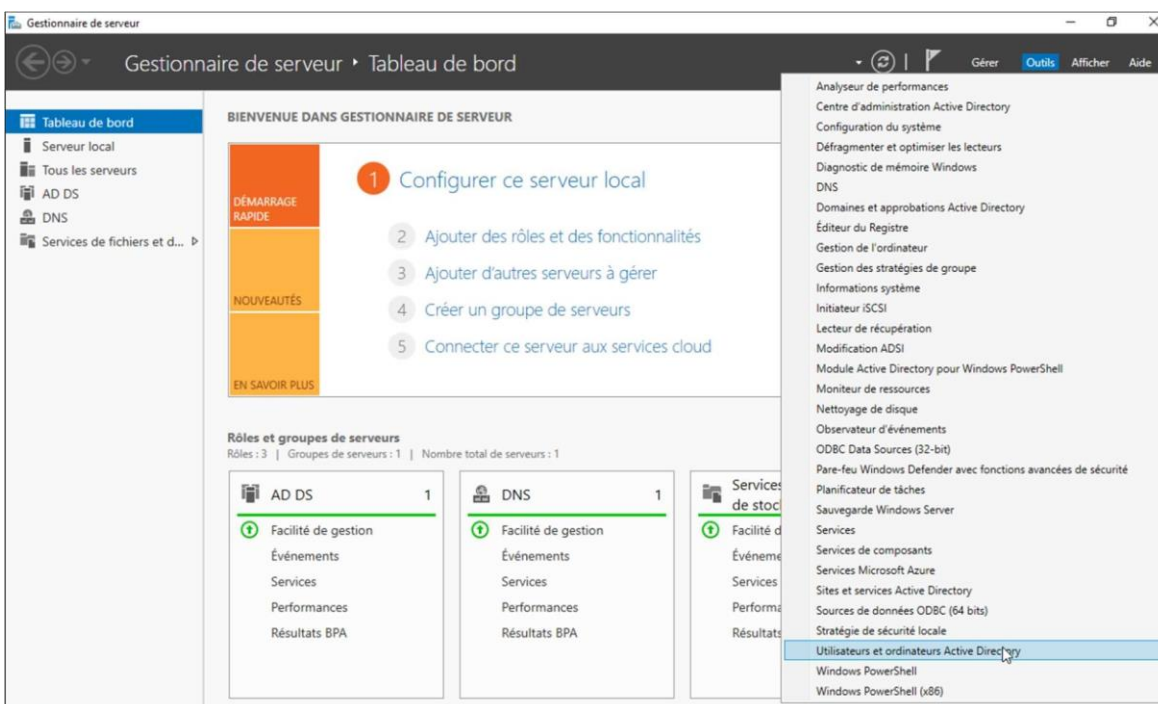 Gestionnaire de serveur
Gestionnaire de serveur • Tableau de bord
Gérer Outils Afficher Aide
Tableau de bord
Serveur local
Tous les serveurs
AD DS
DNS
Services de fichiers et d...
BIENVENUE DANS GESTIONNAIRE DE SERVEUR
DÉMARRAGE
RAPIDE
NOUVEAUTÉS
EN SAVOIR PLUS
1 Configurer ce serveur local
2 Ajouter des rôles et des fonctionnalités
3 Ajouter d'autres serveurs à gérer
4 Créer un groupe de serveurs
5 Connecter ce serveur aux services cloud
Rôles et groupes de serveurs
Rôles : 3 | Groupes de serveurs : 1 | Nombre total de serveurs : 1
AD DS 1
Facilité de gestion
Événements
Services
Performances
Résultats BPA
DNS 1
Facilité de gestion
Événements
Services
Performances
Résultats BPA
Services
de stoc
Facilité d
Événeme
Services
Performa
Résultats
Analyseur de performances
Centre d'administration Active Directory
Configuration du système
Défragmenter et optimiser les lecteurs
Diagnostic de mémoire Windows
DNS
Domaines et approbations Active Directory
Éditeur du Registre
Gestion de l'ordinateur
Gestion des stratégies de groupe
Informations système
Initiateur iSCSI
Lecteur de récupération
Modification ADSI
Module Active Directory pour Windows PowerShell
Moniteur de ressources
Nettoyage de disque
Observateur d'événements
ODBC Data Sources (32-bit)
Pare-feu Windows Defender avec fonctions avancées de sécurité
Planificateur de tâches
Sauvegarde Windows Server
Services
Services de composants
Services Microsoft Azure
Sites et services Active Directory
Sources de données ODBC (64 bits)
Stratégie de sécurité locale
Utilisateurs et ordinateurs Active Directory
Windows PowerShell
Windows PowerShell (x86)